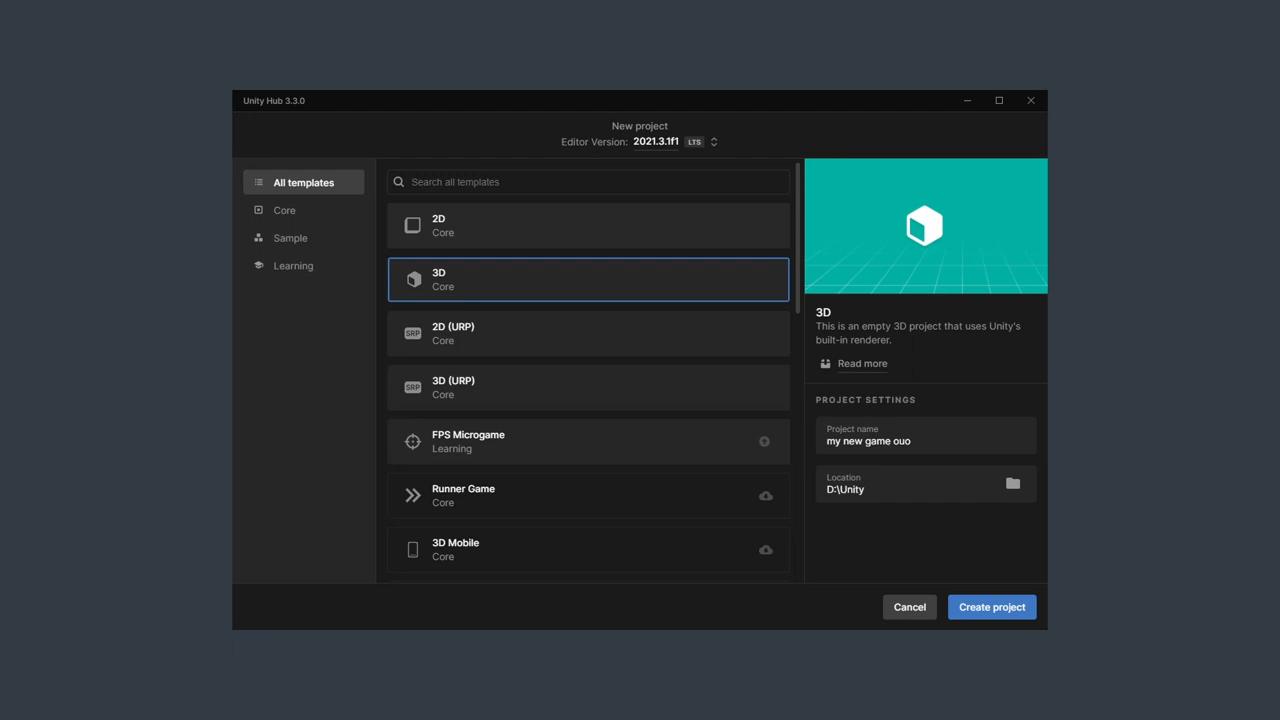 Unity Hub 3.3.0
New project
Editor Version: 2021.3.1f1 LTS
All templates
Core
Sample
Learning
Search all templates
2D
Core
3D
Core
SRP
2D (URP)
Core
SRP
3D (URP)
Core
FPS Microgame
Learning
Runner Game
Core
3D Mobile
Core
3D
This is an empty 3D project that uses Unity's
built-in renderer.
Read more
PROJECT SETTINGS
Project name
my new game ouo
Location
D:\Unity
Cancel
Create project